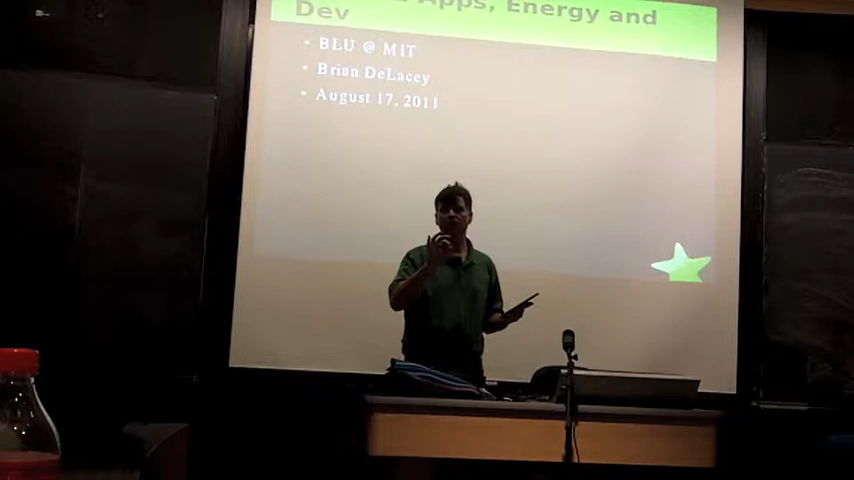 Apps, Energy, and
Dev
BLU @ MIT
Brian DeLacey
August 17, 2011